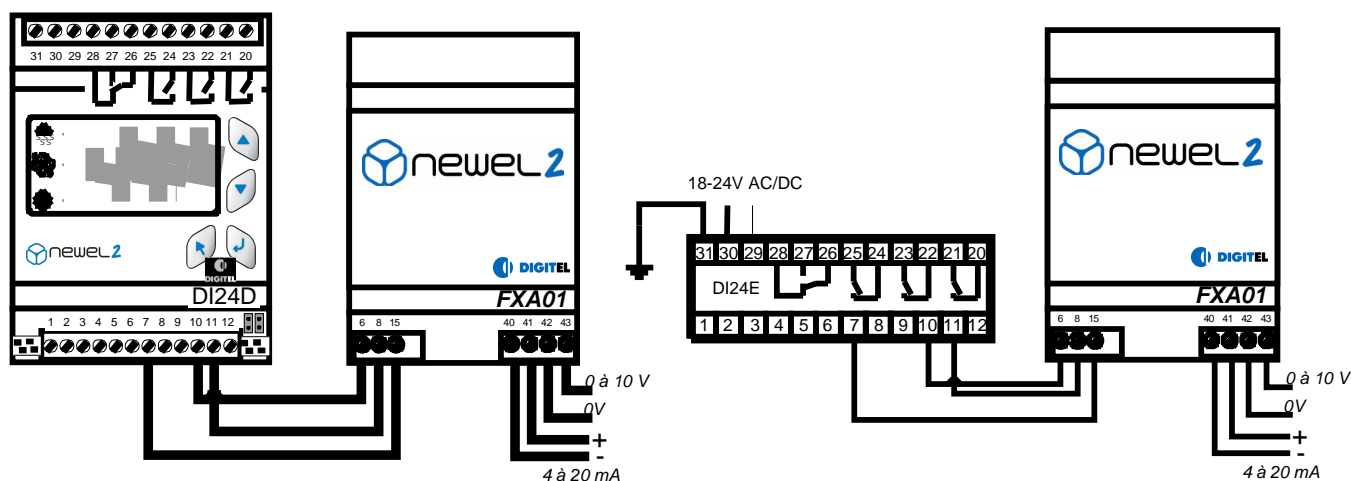 31 30 29 28 27 26 25 24 23 22 21 20
newel2
DIGITEL
DI24D
1 2 3 4 5 6 7 8 9 10 11 12
newel2
DIGITEL
FXA01
6 8 15 40 41 42 43
0 à 10 V
0V
+
-
4 à 20 mA
18-24V AC/DC
31 30 29 28 27 26 25 24 23 22 21 20
DI24E
1 2 3 4 5 6 7 8 9 10 11 12
newel2
DIGITEL
FXA01
6 8 15 40 41 42 43
0 à 10 V
0V
+
-
4 à 20 mA